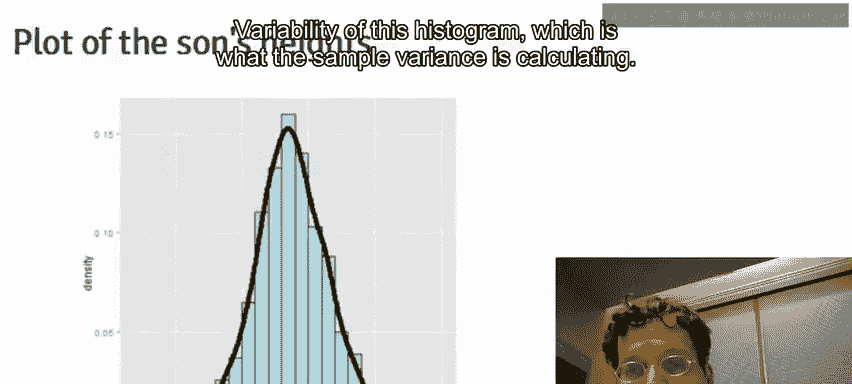 Plot of the son's heights
Variability of this histogram, which is
what the sample variance is calculating.
0.15
0.10
density
0.05